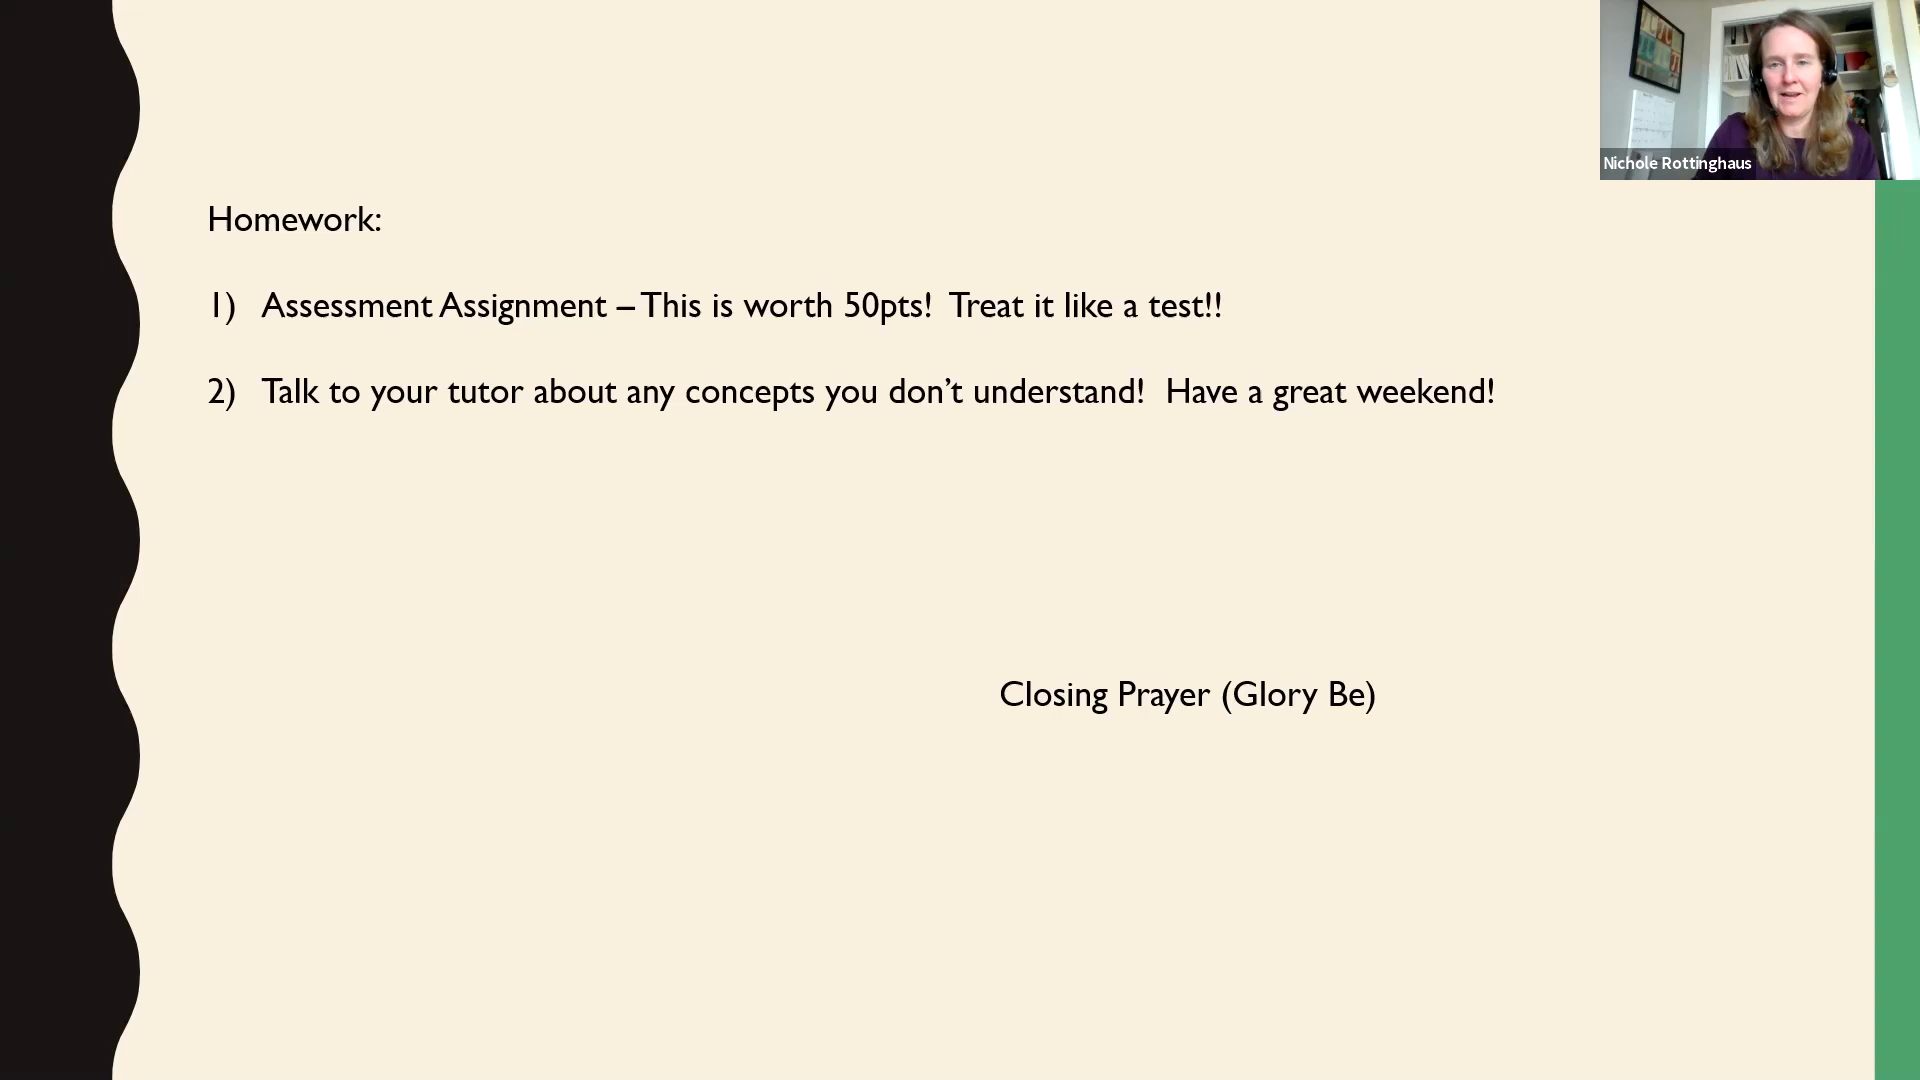 Nichole Rottinghaus
Homework:
1) Assessment Assignment – This is worth 50pts! Treat it like a test!!
2) Talk to your tutor about any concepts you don’t understand! Have a great weekend!
Closing Prayer (Glory Be)